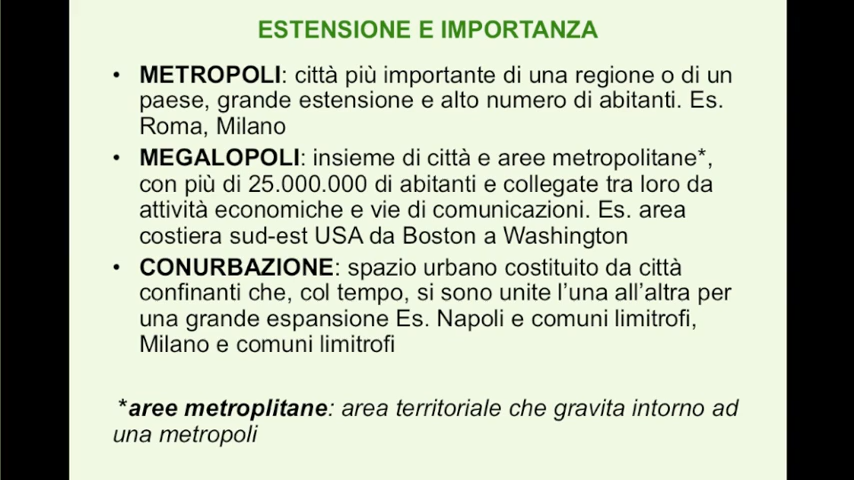 ESTENSIONE E IMPORTANZA
• METROPOLI: città più importante di una regione o di un
paese, grande estensione e alto numero di abitanti. Es.
Roma, Milano
• MEGALOPOLI: insieme di città e aree metropolitane*,
con più di 25.000.000 di abitanti e collegate tra loro da
attività economiche e vie di comunicazioni. Es. area
costiera sud-est USA da Boston a Washington
• CONURBAZIONE: spazio urbano costituito da città
confinanti che, col tempo, si sono unite l’una all’altra per
una grande espansione Es. Napoli e comuni limitrofi,
Milano e comuni limitrofi
*aree metroplitane: area territoriale che gravita intorno ad
una metropoli